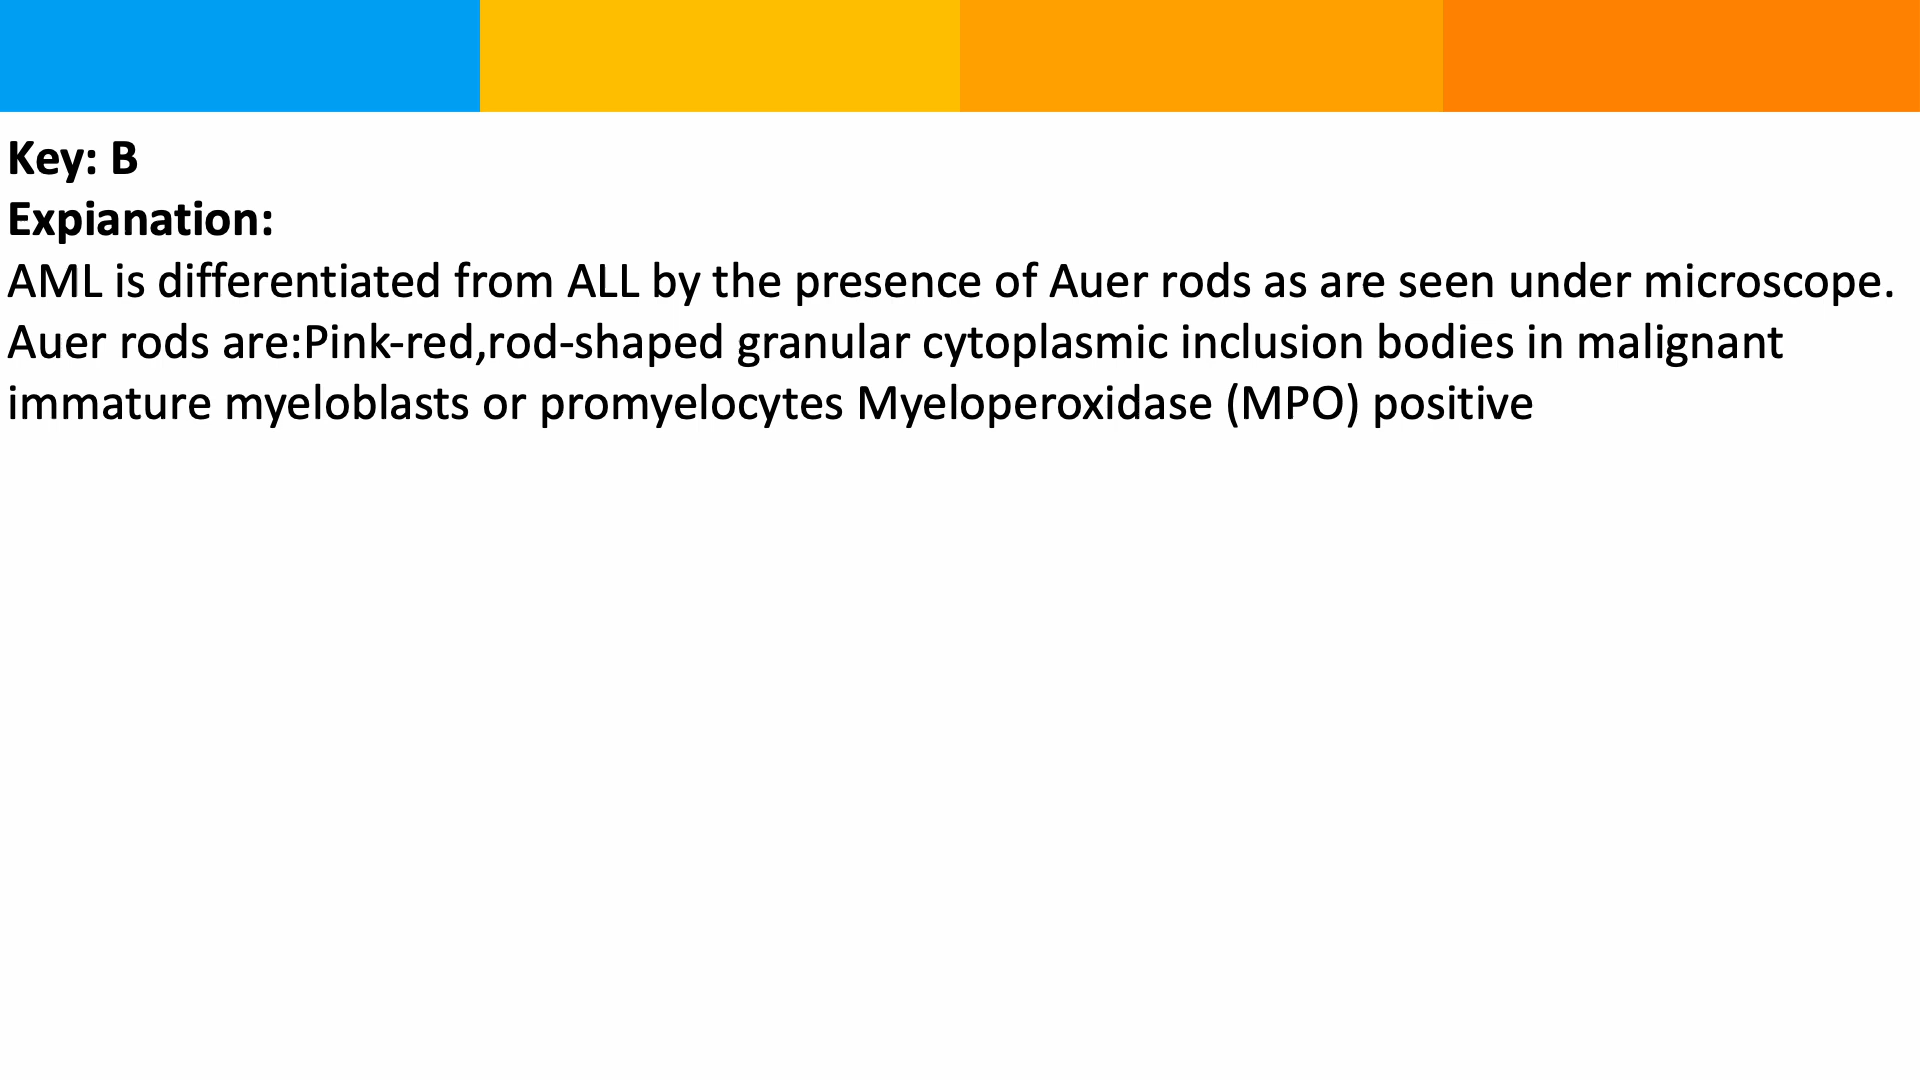 Key: B
Expianation:
AML is differentiated from ALL by the presence of Auer rods as are seen under microscope.
Auer rods are:Pink-red,rod-shaped granular cytoplasmic inclusion bodies in malignant
immature myeloblasts or promyelocytes Myeloperoxidase (MPO) positive